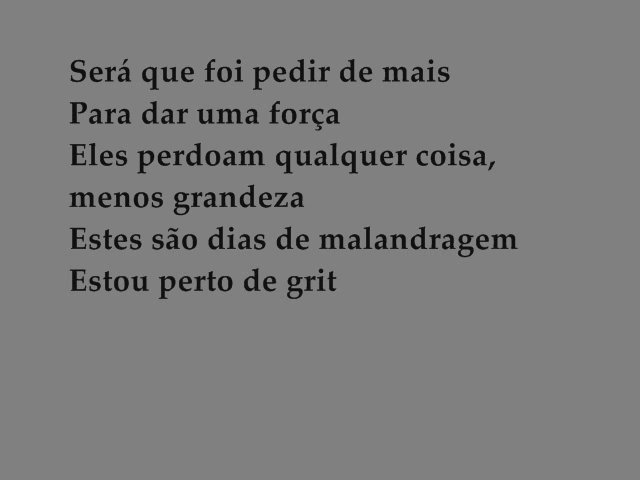 Será que foi pedir de mais
Para dar uma força
Eles perdoam qualquer coisa,
menos grandeza
Estes são dias de malandragem
Estou perto de grit